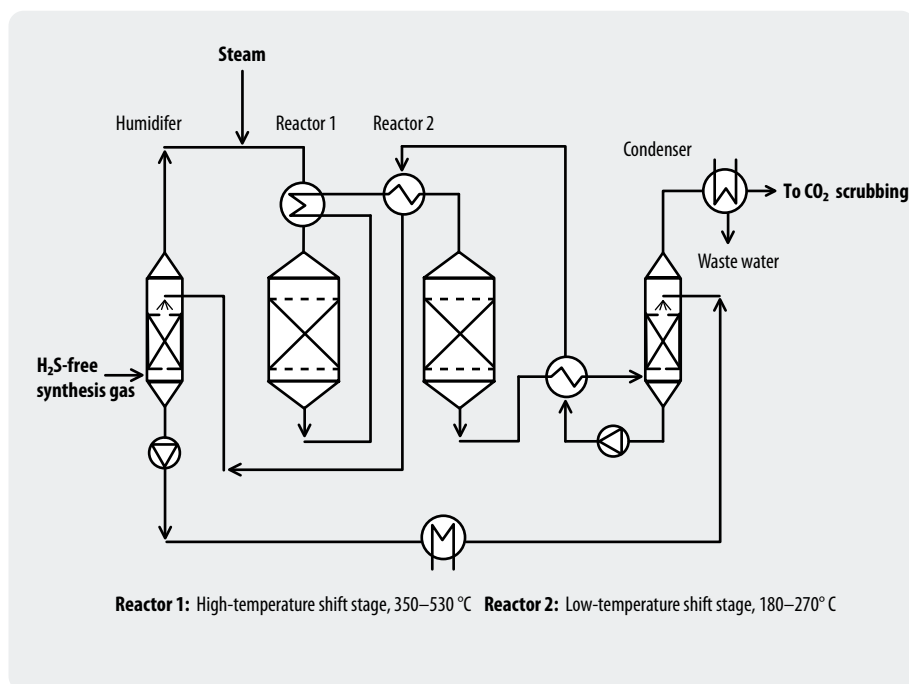 Steam
Humidifer
Reactor 1
Reactor 2
Condenser
To CO₂ scrubbing
Waste water
H₂S-free
synthesis gas
Reactor 1: High-temperature shift stage, 350–530 °C Reactor 2: Low-temperature shift stage, 180–270° C